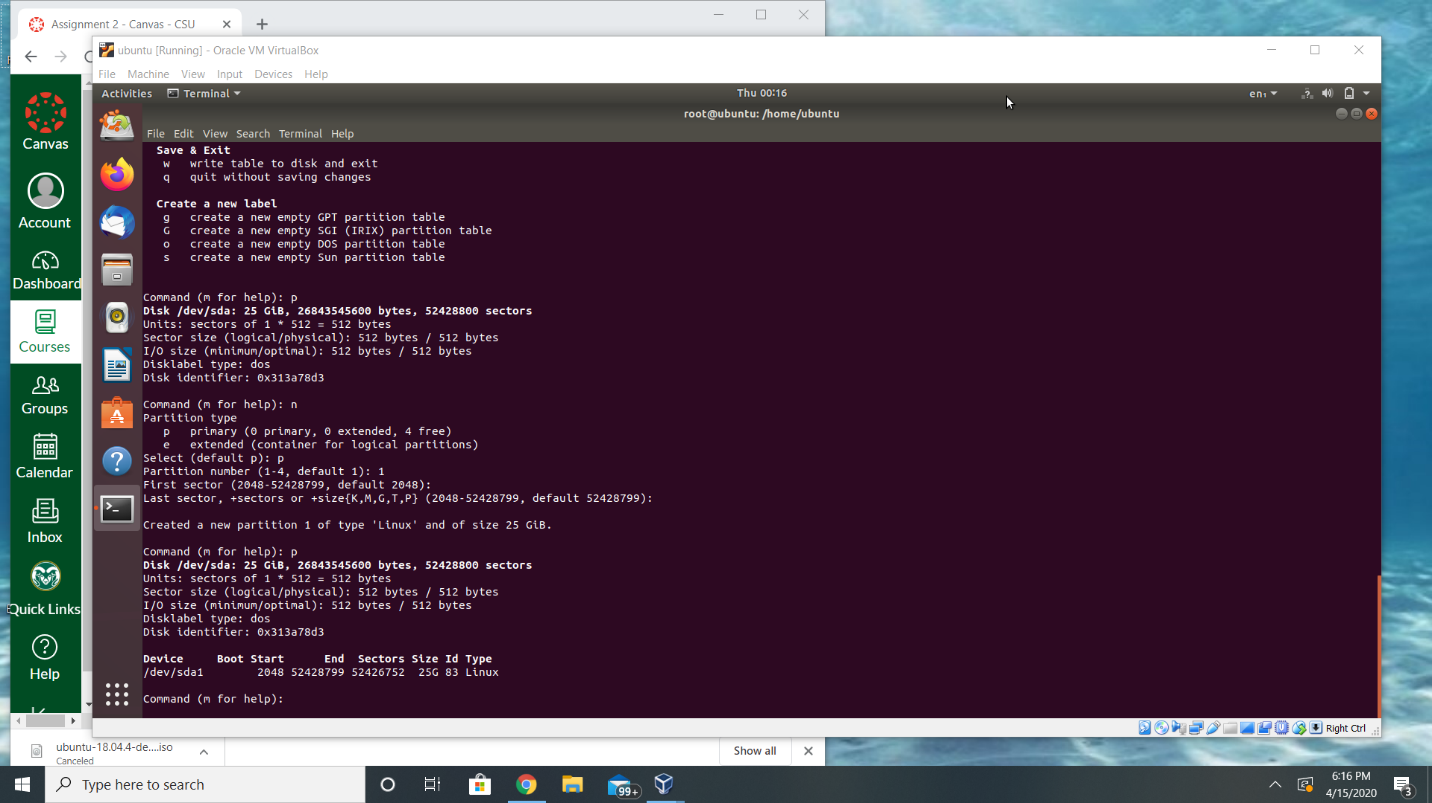 Assignment 2 - Canvas - CSU
ubuntu [Running] - Oracle VM VirtualBox
File Machine View Input Devices Help
Activities Terminal Thu 00:16 en₁
root@ubuntu: /home/ubuntu
File Edit View Search Terminal Help
Save & Exit
w write table to disk and exit
q quit without saving changes
Create a new label
g create a new empty GPT partition table
G create a new empty SGI (IRIX) partition table
o create a new empty DOS partition table
s create a new empty Sun partition table
Command (m for help): p
Disk /dev/sda: 25 GiB, 26843545600 bytes, 52428800 sectors
Units: sectors of 1 * 512 = 512 bytes
Sector size (logical/physical): 512 bytes / 512 bytes
I/O size (minimum/optimal): 512 bytes / 512 bytes
Disklabel type: dos
Disk identifier: 0x313a78d3
Command (m for help): n
Partition type
p primary (0 primary, 0 extended, 4 free)
e extended (container for logical partitions)
Select (default p): p
Partition number (1-4, default 1): 1
First sector (2048-52428799, default 2048):
Last sector, +sectors or +size{K,M,G,T,P} (2048-52428799, default 52428799):
Created a new partition 1 of type 'Linux' and of size 25 GiB.
Command (m for help): p
Disk /dev/sda: 25 GiB, 26843545600 bytes, 52428800 sectors
Units: sectors of 1 * 512 = 512 bytes
Sector size (logical/physical): 512 bytes / 512 bytes
I/O size (minimum/optimal): 512 bytes / 512 bytes
Disklabel type: dos
Disk identifier: 0x313a78d3
Device Boot Start End Sectors Size Id Type
/dev/sda1 2048 52428799 52426752 25G 83 Linux
Command (m for help):
Canvas
Account
Dashboard
Courses
Groups
Calendar
Inbox
Quick Links
Help
Right Ctrl
ubuntu-18.04.4-de....iso
Canceled
Show all
Type here to search
99+
6:16 PM
4/15/2020
3